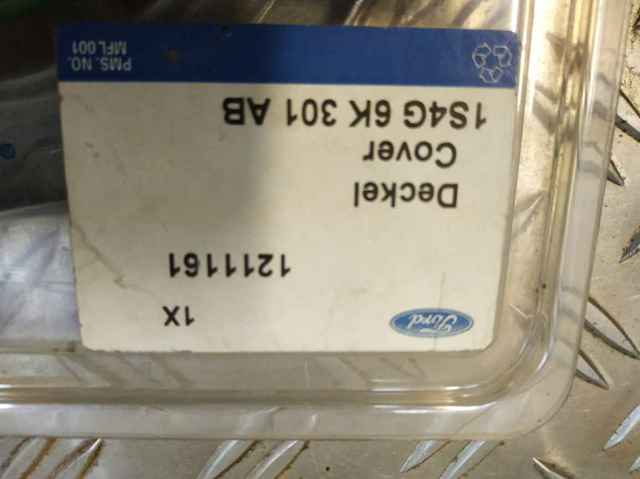 Ford
1X
1211161
Deckel
Cover
1S4G 6K 301 AB
PMS. NO.
MFL001